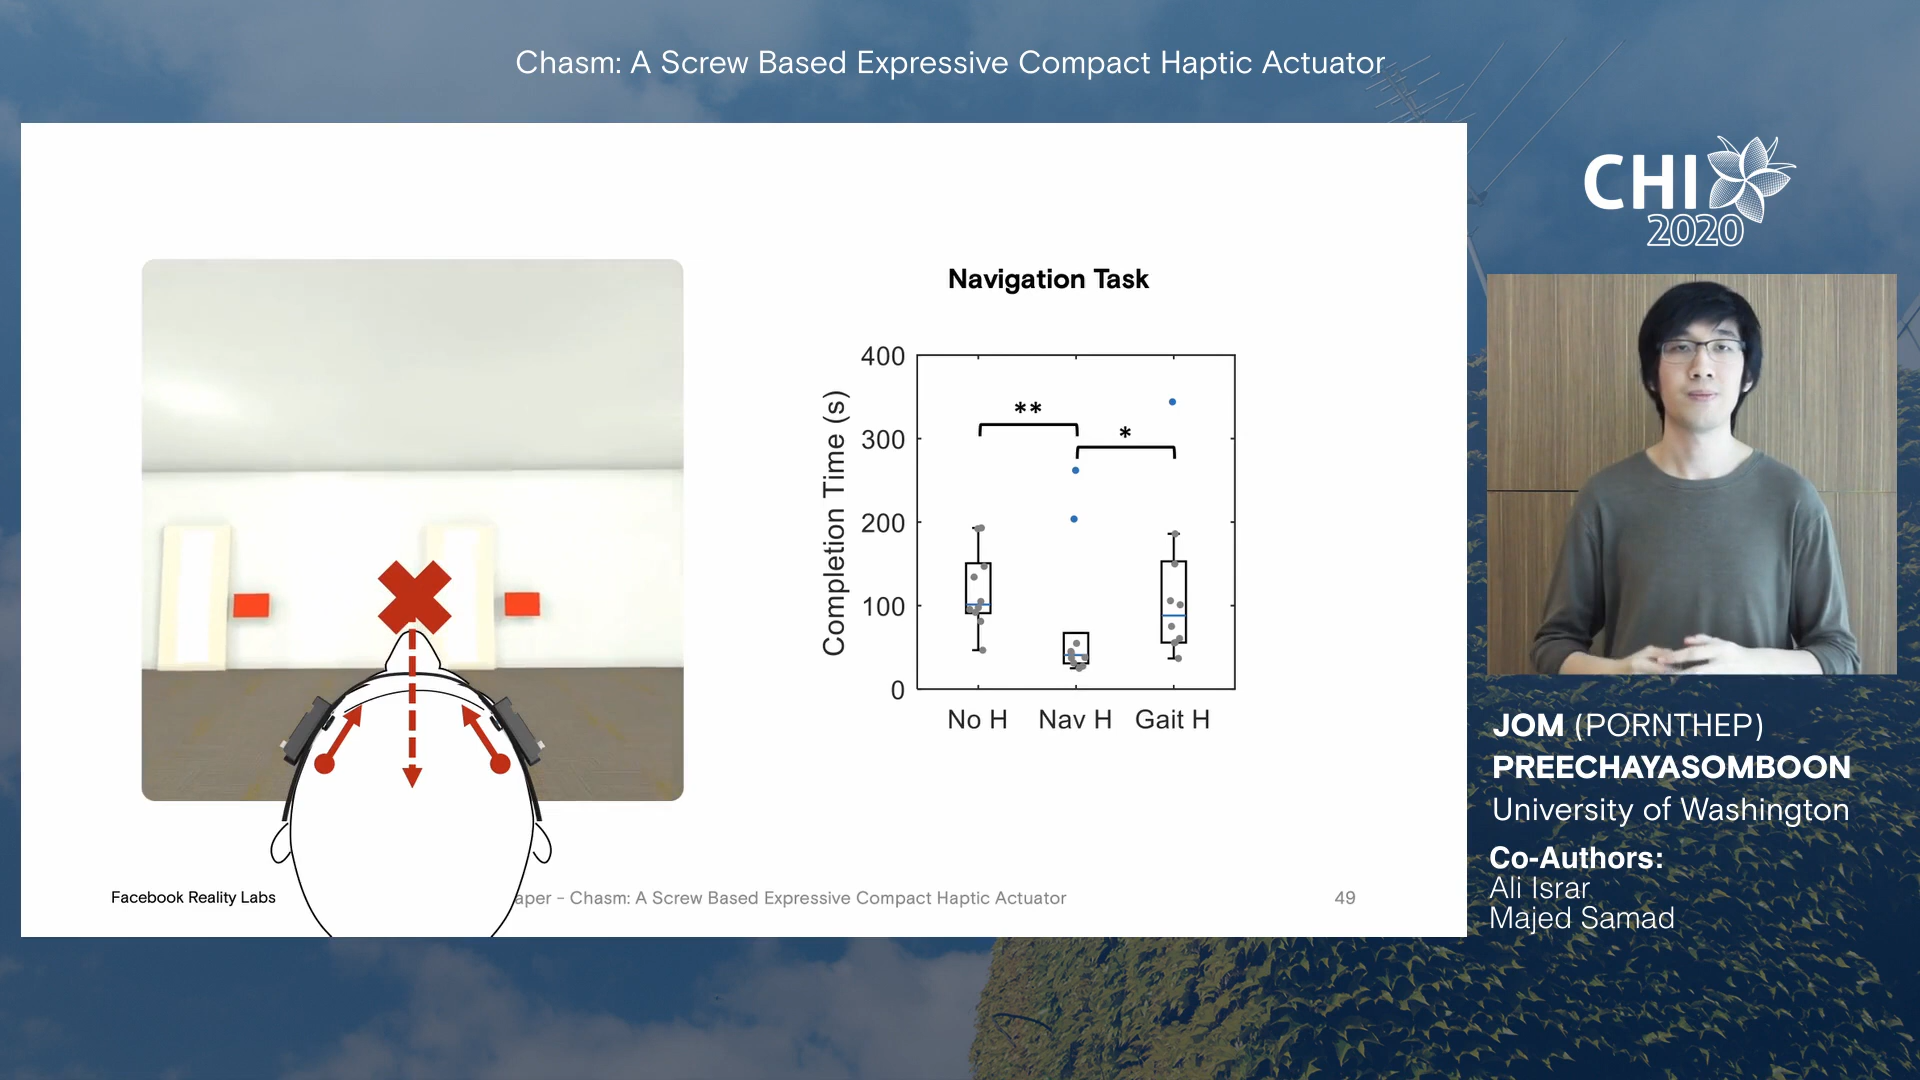 Chasm: A Screw Based Expressive Compact Haptic Actuator
CHI
2020
Navigation Task
400
300
200
100
0
Completion Time (s)
**
*
No H Nav H Gait H
Facebook Reality Labs
aper - Chasm: A Screw Based Expressive Compact Haptic Actuator
49
JOM (PORNTHEP)
PREECHAYASOMBOON
University of Washington
Co-Authors:
Ali Israr
Majed Samad